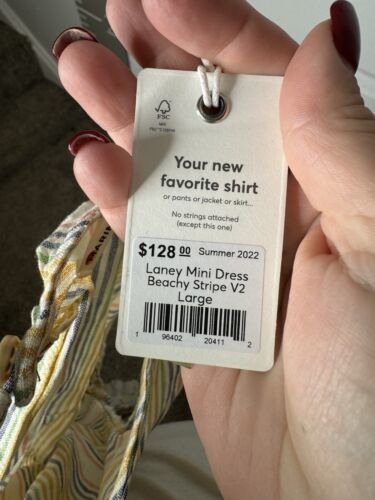 FSC
Your new
favorite shirt
or pants or jacket or skirt...
No strings attached
(except this one)
$128.00 Summer 2022
Laney Mini Dress
Beachy Stripe V2
Large
1 96402 20411 2